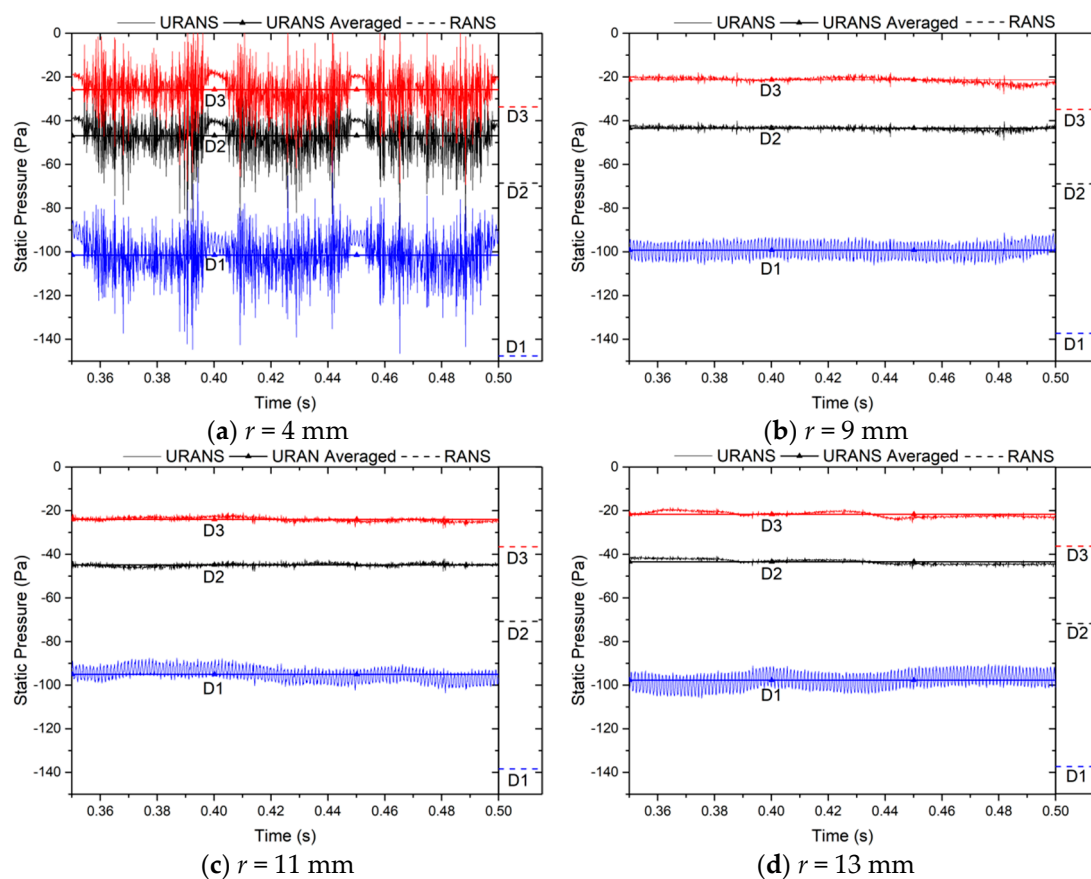 URANS URANS Averaged RANS
0
-20
-40
-60
-80
-100
-120
-140
Static Pressure (Pa)
D3
D2
D1
D3
D2
D1
0.36 0.38 0.40 0.42 0.44 0.46 0.48 0.50
Time (s)
(a) r = 4 mm
URANS URANS Averaged RANS
0
-20
-40
-60
-80
-100
-120
-140
Static Pressure (Pa)
D3
D2
D1
D3
D2
D1
0.36 0.38 0.40 0.42 0.44 0.46 0.48 0.50
Time (s)
(b) r = 9 mm
URANS URAN Averaged RANS
0
-20
-40
-60
-80
-100
-120
-140
Static Pressure (Pa)
D3
D2
D1
D3
D2
D1
0.36 0.38 0.40 0.42 0.44 0.46 0.48 0.50
Time (s)
(c) r = 11 mm
URANS URANS Averaged RANS
0
-20
-40
-60
-80
-100
-120
-140
Static Pressure (Pa)
D3
D2
D1
D3
D2
D1
0.36 0.38 0.40 0.42 0.44 0.46 0.48 0.50
Time (s)
(d) r = 13 mm